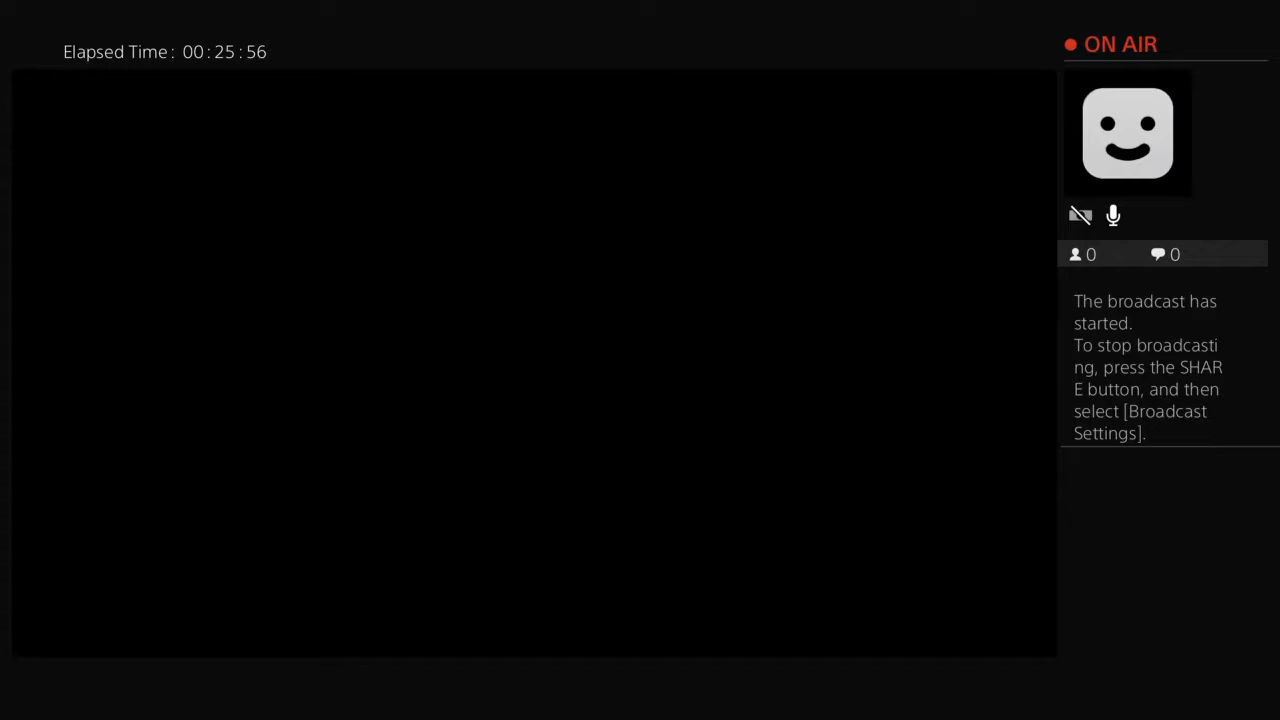 Elapsed Time: 00:25:56
ON AIR
0 0
The broadcast has
started.
To stop broadcasti
ng, press the SHAR
E button, and then
select [Broadcast
Settings].